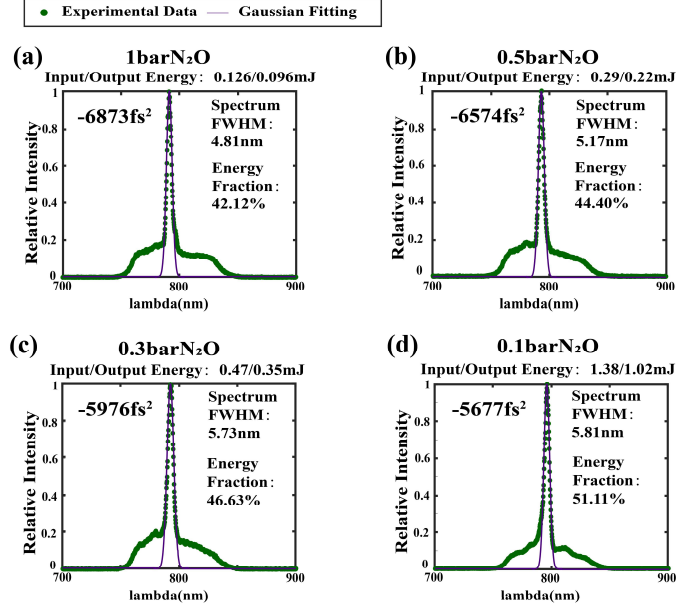 Experimental Data Gaussian Fitting
(a) 1barN₂O
Input/Output Energy: 0.126/0.096mJ
-6873fs²
Spectrum
FWHM:
4.81nm
Energy
Fraction:
42.12%
Relative Intensity
1
0.8
0.6
0.4
0.2
0
700 800 900
lambda(nm)
(b) 0.5barN₂O
Input/Output Energy: 0.29/0.22mJ
-6574fs²
Spectrum
FWHM:
5.17nm
Energy
Fraction:
44.40%
Relative Intensity
1
0.8
0.6
0.4
0.2
0
700 800 900
lambda(nm)
(c) 0.3barN₂O
Input/Output Energy: 0.47/0.35mJ
-5976fs²
Spectrum
FWHM:
5.73nm
Energy
Fraction:
46.63%
Relative Intensity
1
0.8
0.6
0.4
0.2
0
700 800 900
lambda(nm)
(d) 0.1barN₂O
Input/Output Energy: 1.38/1.02mJ
-5677fs²
Spectrum
FWHM:
5.81nm
Energy
Fraction:
51.11%
Relative Intensity
1
0.8
0.6
0.4
0.2
0
700 800 900
lambda(nm)